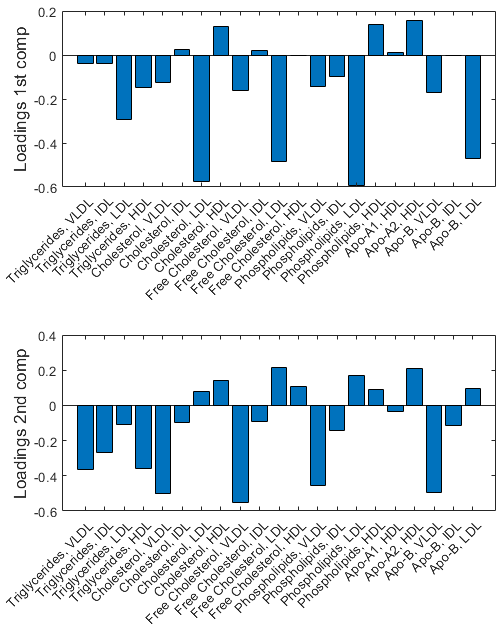 0.2
0
-0.2
-0.4
-0.6
Loadings 1st comp
Triglycerides, VLDL
Triglycerides, IDL
Triglycerides, LDL
Triglycerides, HDL
Cholesterol, VLDL
Cholesterol, IDL
Cholesterol, LDL
Cholesterol, HDL
Free Cholesterol, VLDL
Free Cholesterol, IDL
Free Cholesterol, LDL
Free Cholesterol, HDL
Phospholipids, VLDL
Phospholipids, IDL
Phospholipids, LDL
Phospholipids, HDL
Apo-A1, HDL
Apo-A2, HDL
Apo-B, VLDL
Apo-B, IDL
Apo-B, LDL
0.4
0.2
0
-0.2
-0.4
-0.6
Loadings 2nd comp
Triglycerides, VLDL
Triglycerides, IDL
Triglycerides, LDL
Triglycerides, HDL
Cholesterol, VLDL
Cholesterol, IDL
Cholesterol, LDL
Cholesterol, HDL
Free Cholesterol, VLDL
Free Cholesterol, IDL
Free Cholesterol, LDL
Free Cholesterol, HDL
Phospholipids, VLDL
Phospholipids, IDL
Phospholipids, LDL
Phospholipids, HDL
Apo-A1, HDL
Apo-A2, HDL
Apo-B, VLDL
Apo-B, IDL
Apo-B, LDL